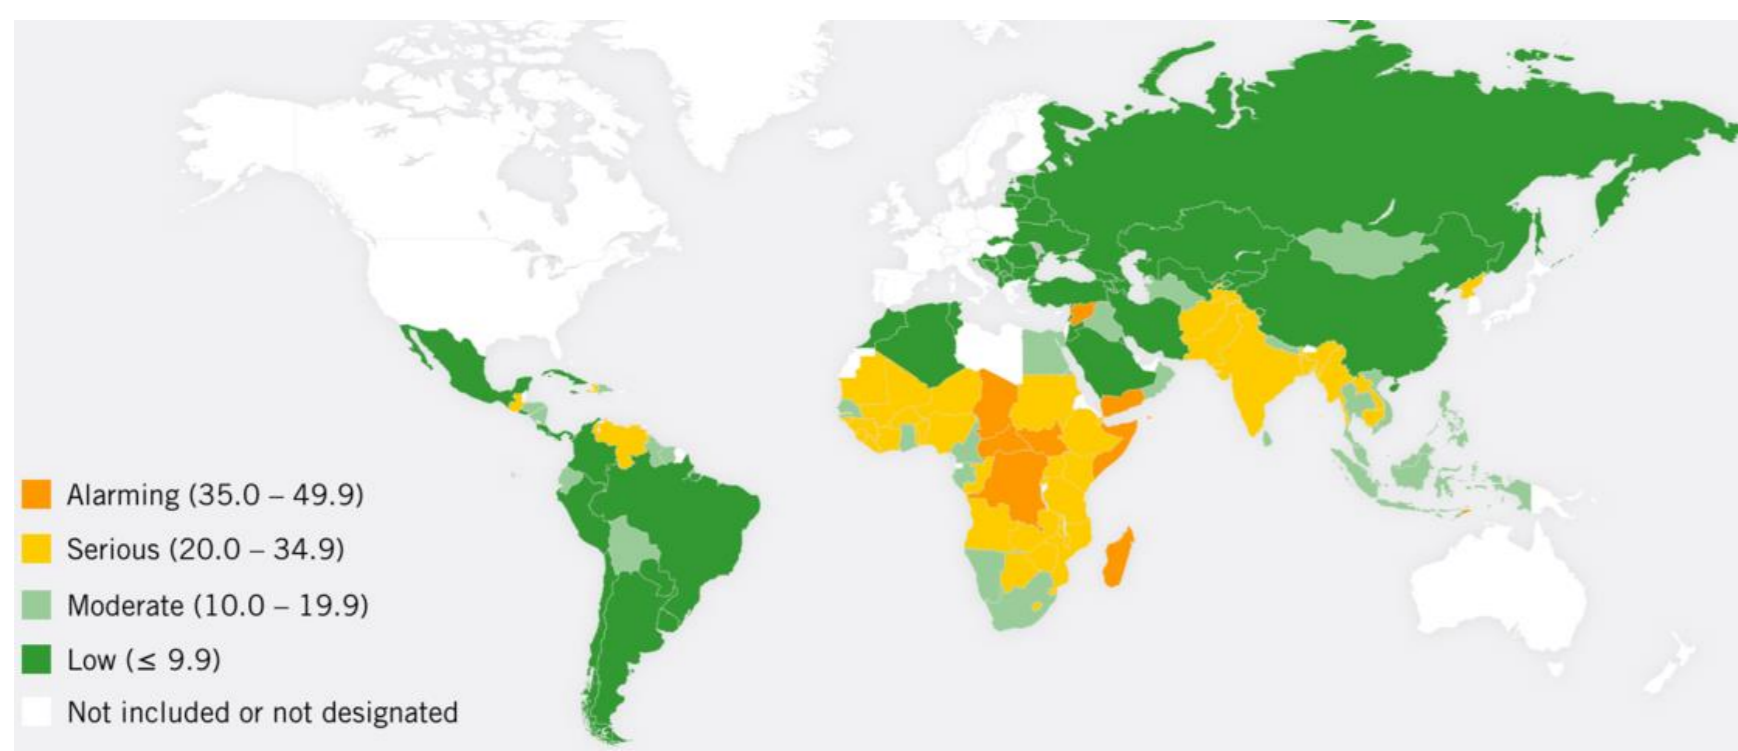 Alarming (35.0 – 49.9)
Serious (20.0 – 34.9)
Moderate (10.0 – 19.9)
Low (≤ 9.9)
Not included or not designated